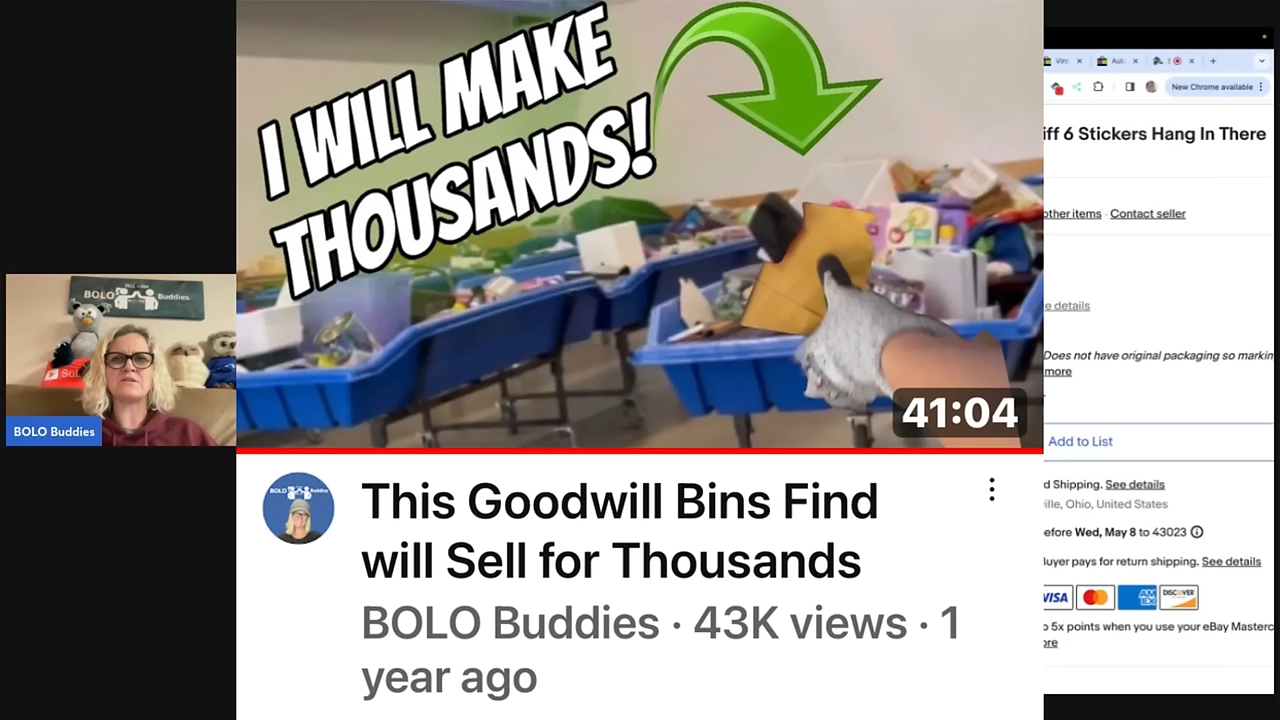 I WILL MAKE
THOUSANDS!
41:04
This Goodwill Bins Find
will Sell for Thousands
BOLO Buddies · 43K views · 1
year ago
BOLO Buddies
BOLO Buddies
New Chrome available
iff 6 Stickers Hang In There
other items Contact seller
e details
Does not have original packaging so markin
more
Add to List
d Shipping. See details
ille, Ohio, United States
efore Wed, May 8 to 43023
Buyer pays for return shipping. See details
VISA AM EX DISCOVER
o 5x points when you use your eBay Masterc
ore